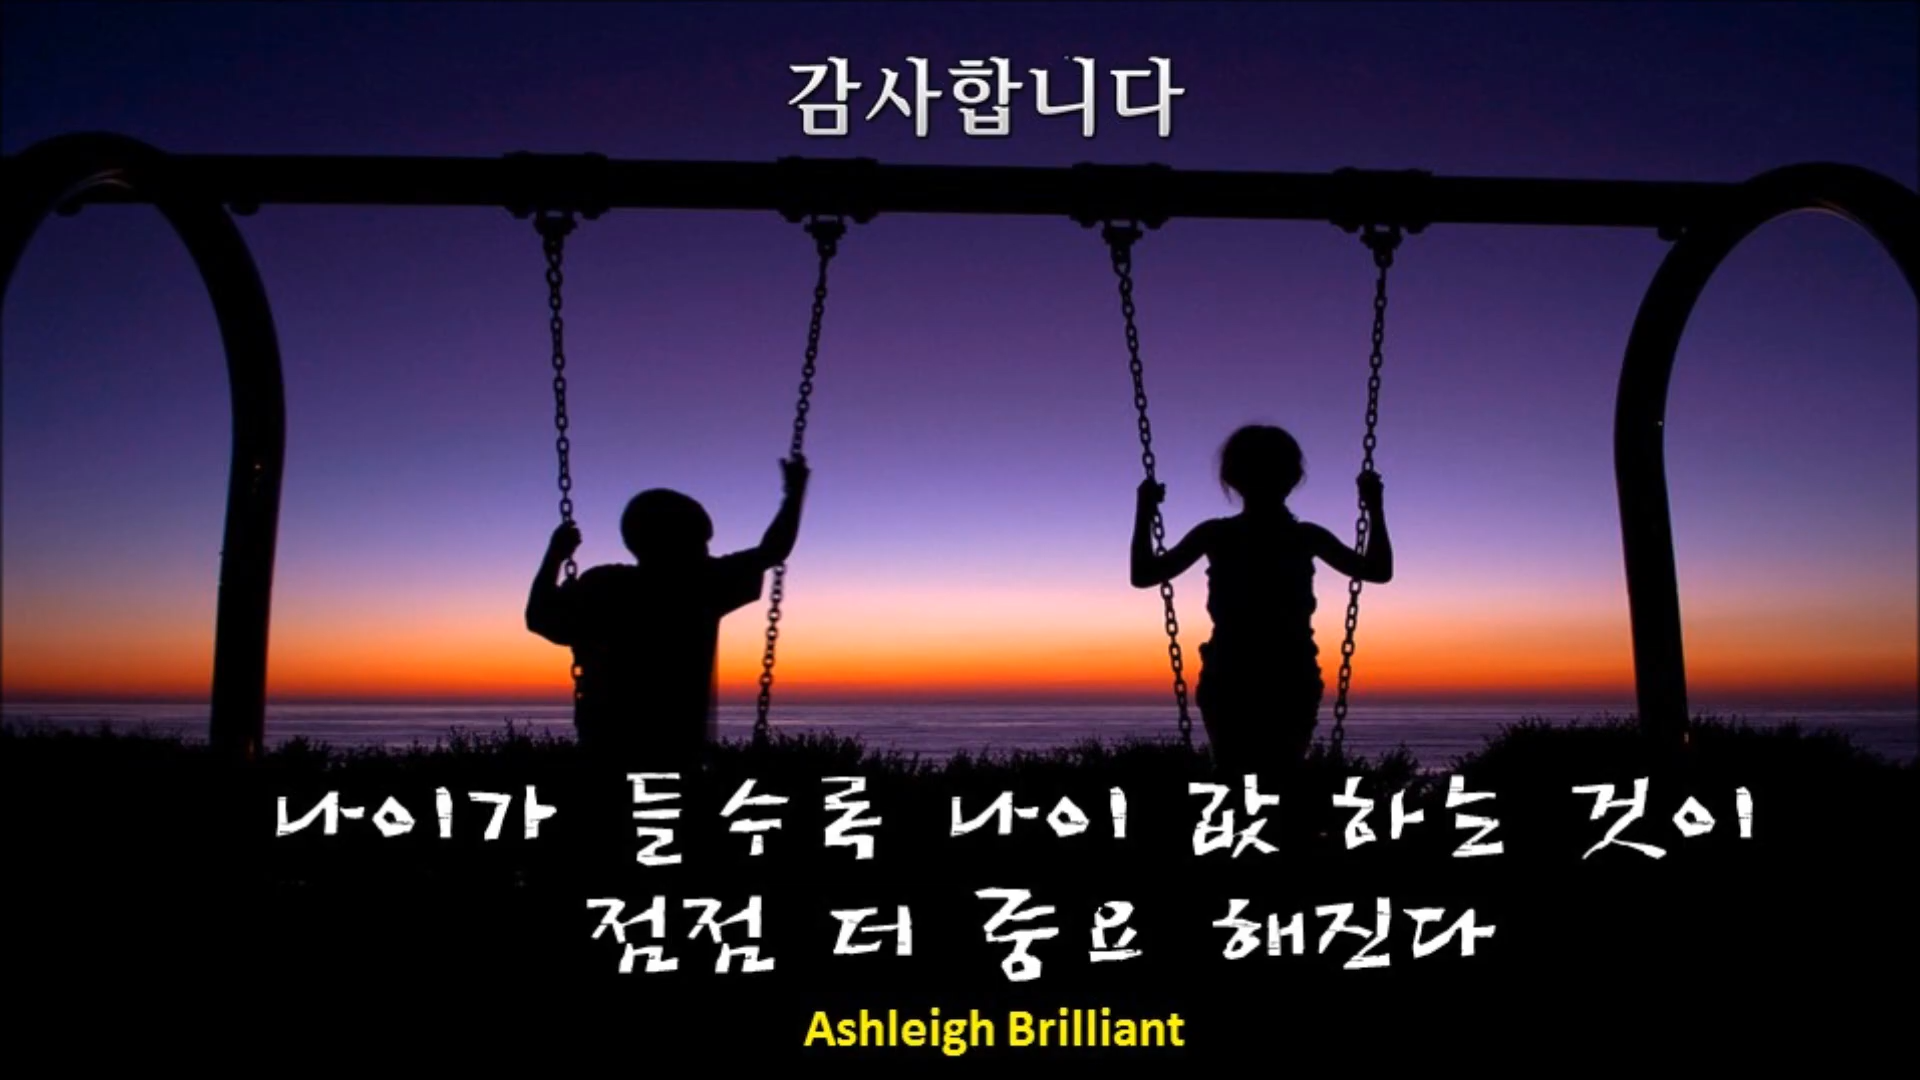 감사합니다
나이가 들수록 나이 값 하는 것이
점점 더 중요 해진다
Ashleigh Brilliant